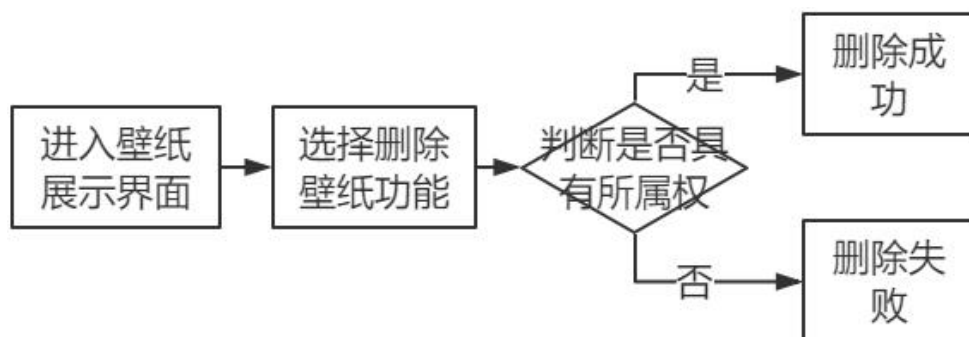 进入壁纸
展示界面
选择删除
壁纸功能
判断是否具
有所属权
是
删除成
功
否
删除失
败